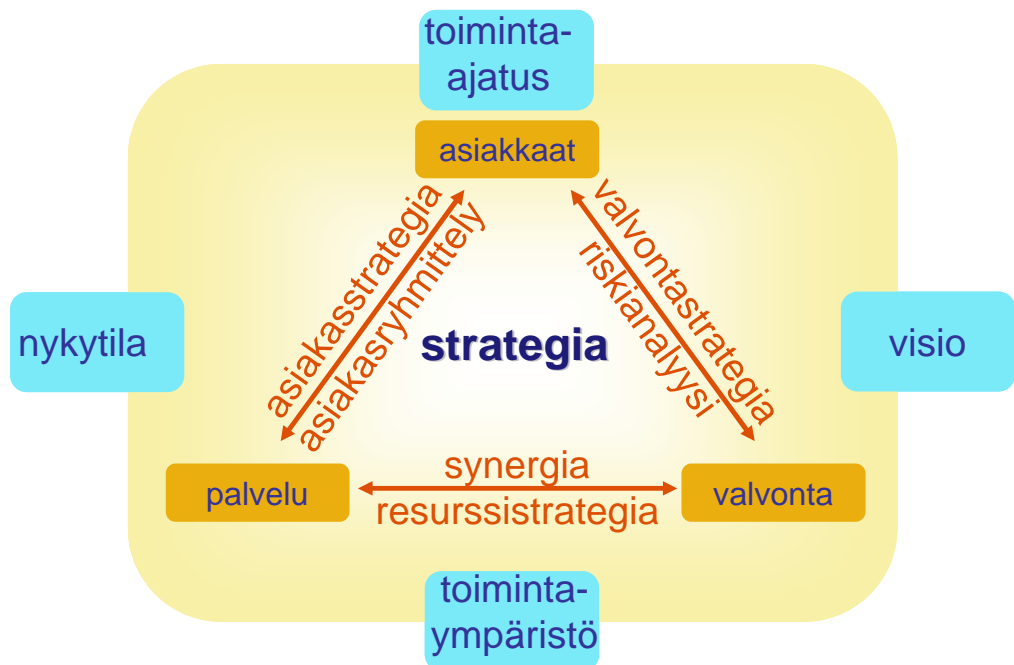 toiminta-
ajatus
asiakkaat
asiakasstrategia
asiakasryhmittely
valvontastrategia
riskianalyysi
nykytila
strategia
visio
synergia
palvelu
valvonta
resurssistrategia
toiminta-
ympäristö